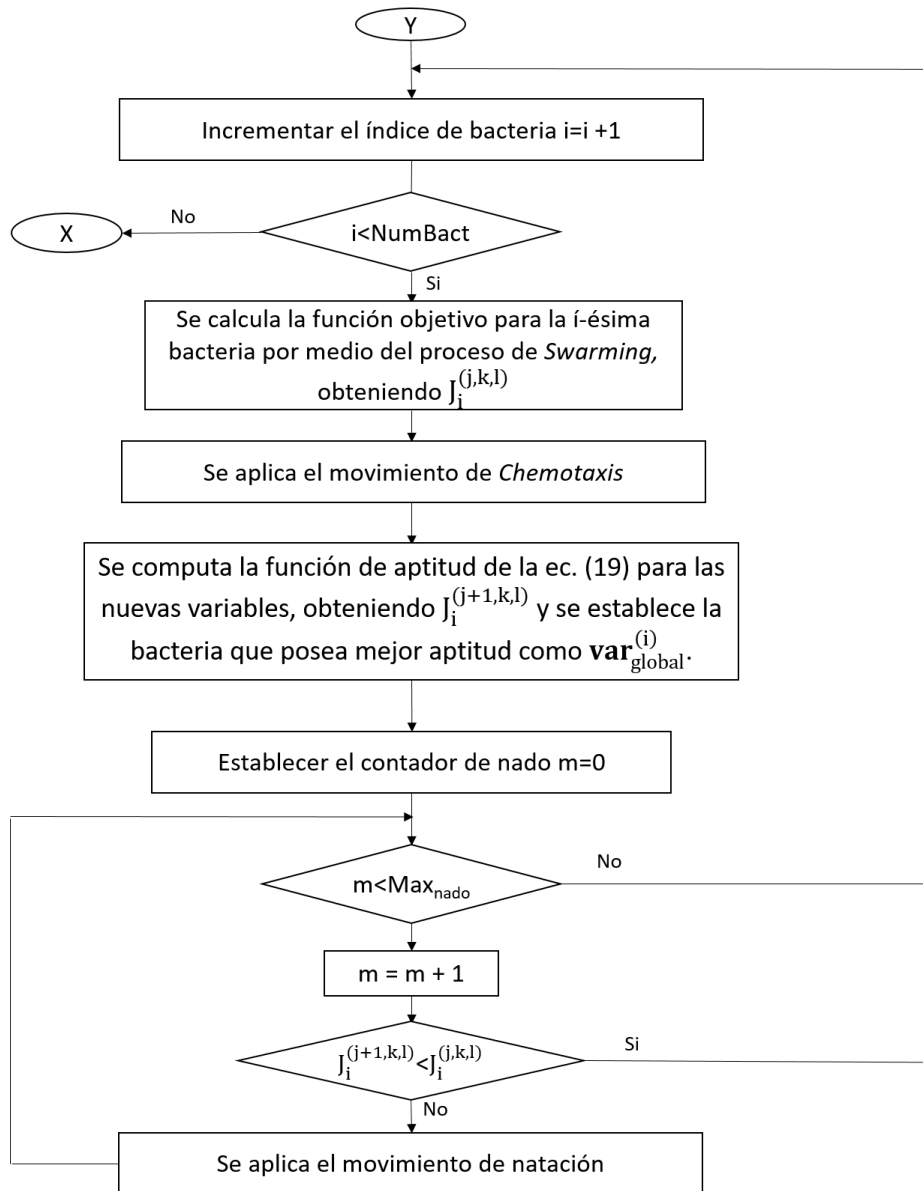 Y
Incrementar el índice de bacteria i=i +1
No
X
i<NumBact
Si
Se calcula la función objetivo para la í-ésima
bacteria por medio del proceso de Swarming,
obteniendo J_i^(j,k,l)
Se aplica el movimiento de Chemotaxis
Se computa la función de aptitud de la ec. (19) para las
nuevas variables, obteniendo J_i^(j+1,k,l) y se establece la
bacteria que posea mejor aptitud como var_global^(i).
Establecer el contador de nado m=0
No
m<Max_nado
m = m + 1
J_i^(j+1,k,l)<J_i^(j,k,l)
Si
No
Se aplica el movimiento de natación